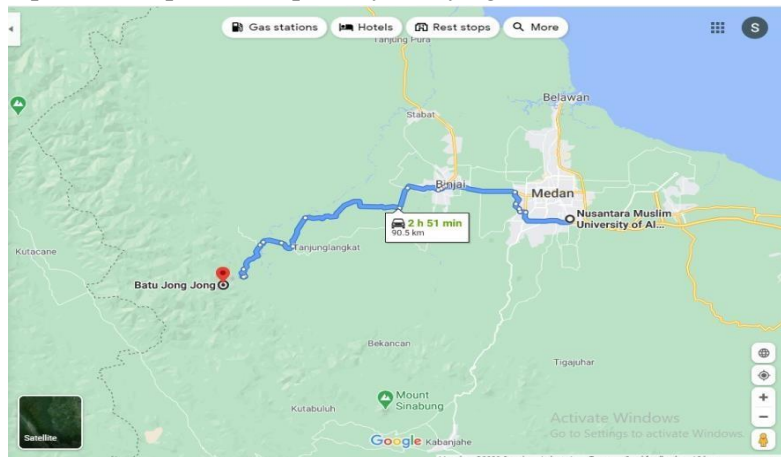 Gas stations
Hotels
Rest stops
More
S
Tanjung Pura
Belawan
Stabat
Binjai
Medan
Nusantara Muslim
University of Al...
2 h 51 min
90.5 km
Kutacane
Tanjunglangkat
Batu Jong Jong
Bekancan
Tigajuhar
Mount
Sinabung
Kutabuluh
Activate Windows
Go to Settings to activate Windows.
Satellite
Google
Kabanjahe